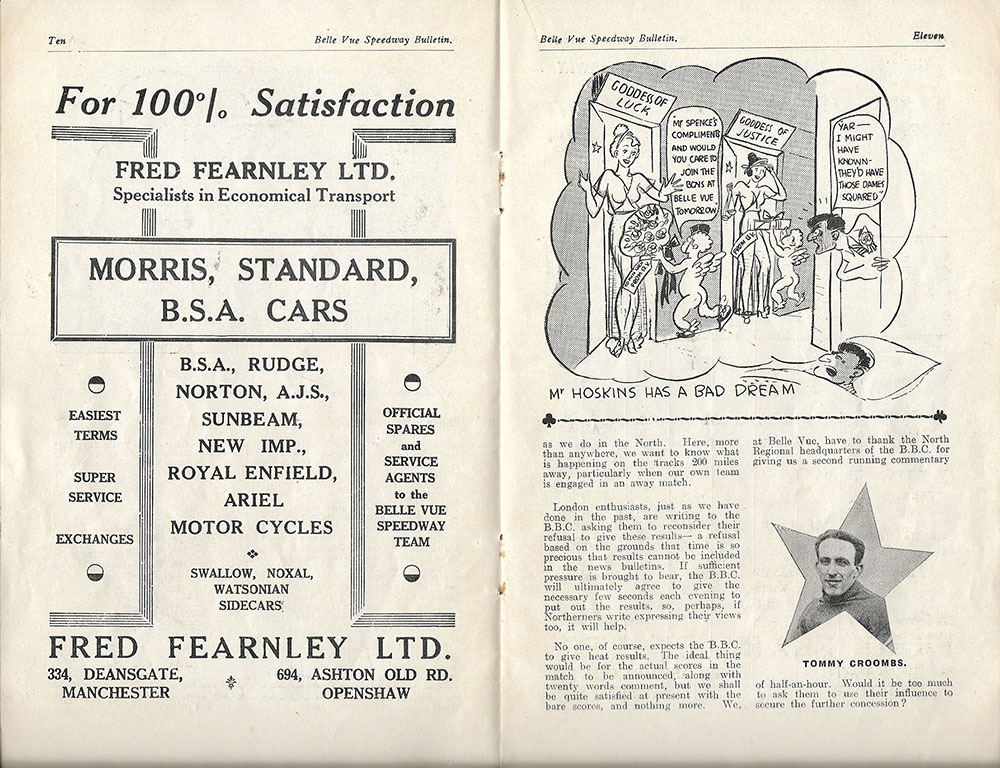 Ten
Belle Vue Speedway Bulletin.
For 100% Satisfaction
FRED FEARNLEY LTD.
Specialists in Economical Transport
MORRIS, STANDARD,
B.S.A. CARS
EASIEST
TERMS
SUPER
SERVICE
EXCHANGES
B.S.A., RUDGE,
NORTON, A.J.S.,
SUNBEAM,
NEW IMP.,
ROYAL ENFIELD,
ARIEL
MOTOR CYCLES
SWALLOW, NOXAL,
WATSONIAN
SIDECARS
OFFICIAL
SPARES
and
SERVICE
AGENTS
to the
BELLE VUE
SPEEDWAY
TEAM
FRED FEARNLEY LTD.
334, DEANSGATE,
MANCHESTER
694, ASHTON OLD RD.
OPENSHAW
Belle Vue Speedway Bulletin.
Eleven
GODDESS OF
LUCK
MR SPENCE'S
COMPLIMENTS
AND WOULD
YOU CARE TO
JOIN THE
BONS AT
BELLE VUE
TOMORROW
GODDESS OF
JUSTICE
YAR—
I MIGHT
HAVE
KNOWN-
THEY'D HAVE
THOSE DAMES
SQUARED"
Mr HOSKINS HAS A BAD DREAM
as we do in the North. Here, more
than anywhere, we want to know what
is happening on the tracks 200 miles
away, particularly when our own team
is engaged in an away match.
London enthusiasts, just as we have
done in the past, are writing to the
B.B.C. asking them to reconsider their
refusal to give these results— a refusal
based on the grounds that time is so
precious that results cannot be included
in the news bulletins. If sufficient
pressure is brought to bear, the B.B.C.
will ultimately agree to give the
necessary few seconds each evening to
put out the results, so, perhaps, if
Northerners write expressing their views
too, it will help.
No one, of course, expects the B.B.C.
to give heat results. The ideal thing
would be for the actual scores in the
match to be announced, along with
twenty words comment, but we shall
be quite satisfied at present with the
bare scores, and nothing more. We,
at Belle Vue, have to thank the North
Regional headquarters of the B.B.C. for
giving us a second running commentary
TOMMY CROOMBS.
of half-an-hour. Would it be too much
to ask them to use their influence to
secure the further concession?